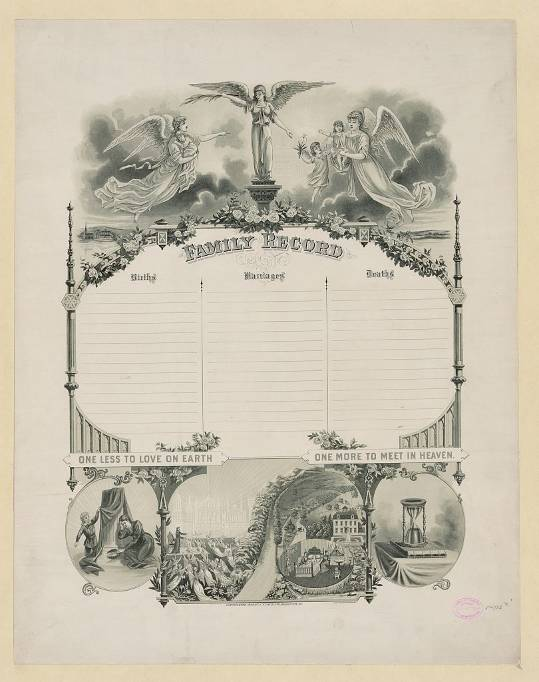 FAMILY RECORD
Births
Marriages
Deaths
ONE LESS TO LOVE ON EARTH
ONE MORE TO MEET IN HEAVEN.